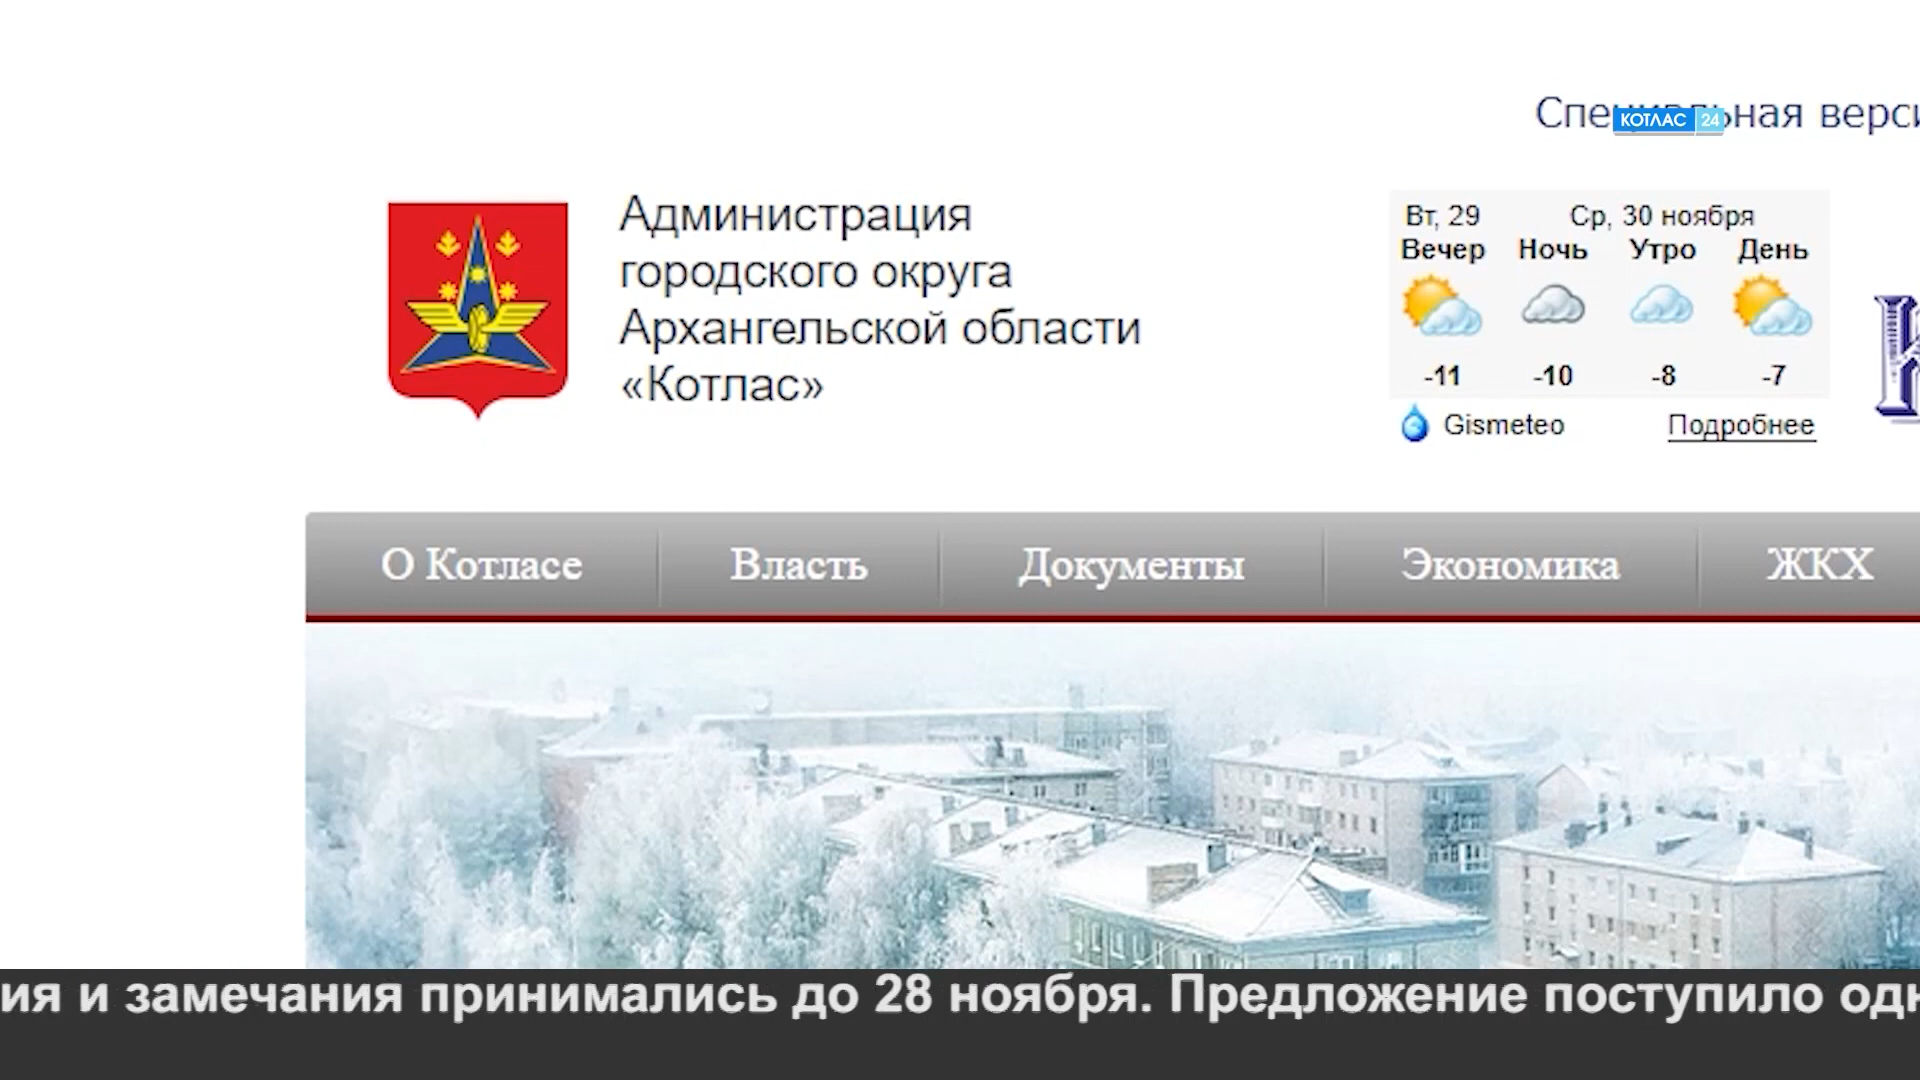 КОТЛАС 24
Администрация
городского округа
Архангельской области
«Котлас»
Вт, 29 Ср, 30 ноября
Вечер Ночь Утро День
-11 -10 -8 -7
Gismeteo Подробнее
О Котласе Власть Документы Экономика ЖКХ
и замечания принимались до 28 ноября. Предложение поступило